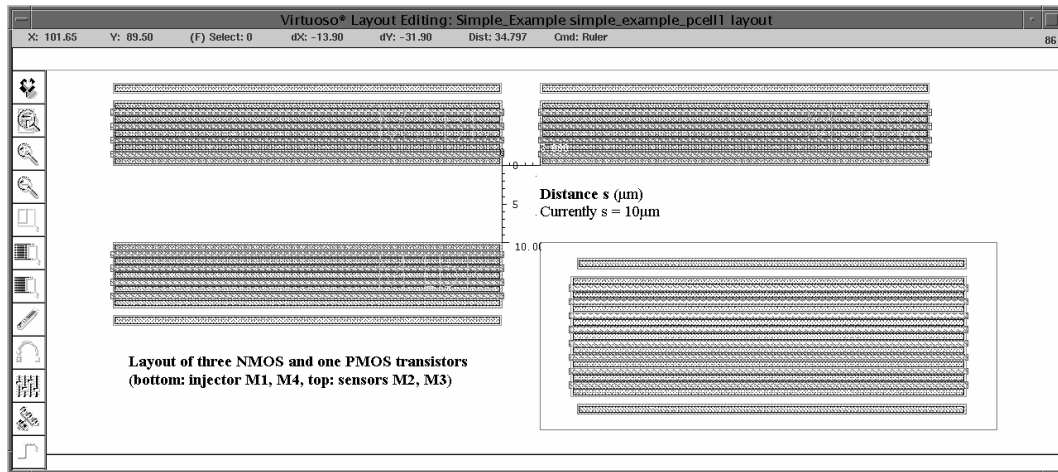 Virtuoso® Layout Editing: Simple_Example simple_example_pcell1 layout
X: 101.65 Y: 89.50 (F) Select: 0 dX: -13.90 dY: -31.90 Dist: 34.797 Cmd: Ruler 86
0
5
10.00
Distance s (μm)
Currently s = 10μm
Layout of three NMOS and one PMOS transistors
(bottom: injector M1, M4, top: sensors M2, M3)